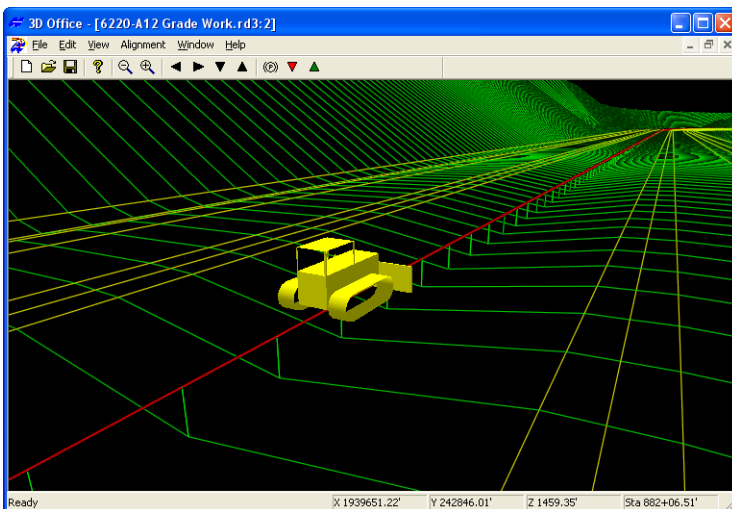 3D Office - [6220-A12 Grade Work.rd3:2]
File Edit View Alignment Window Help
(P)
Ready X 1939651.22' Y 242846.01' Z 1459.35' Sta 882+06.51'